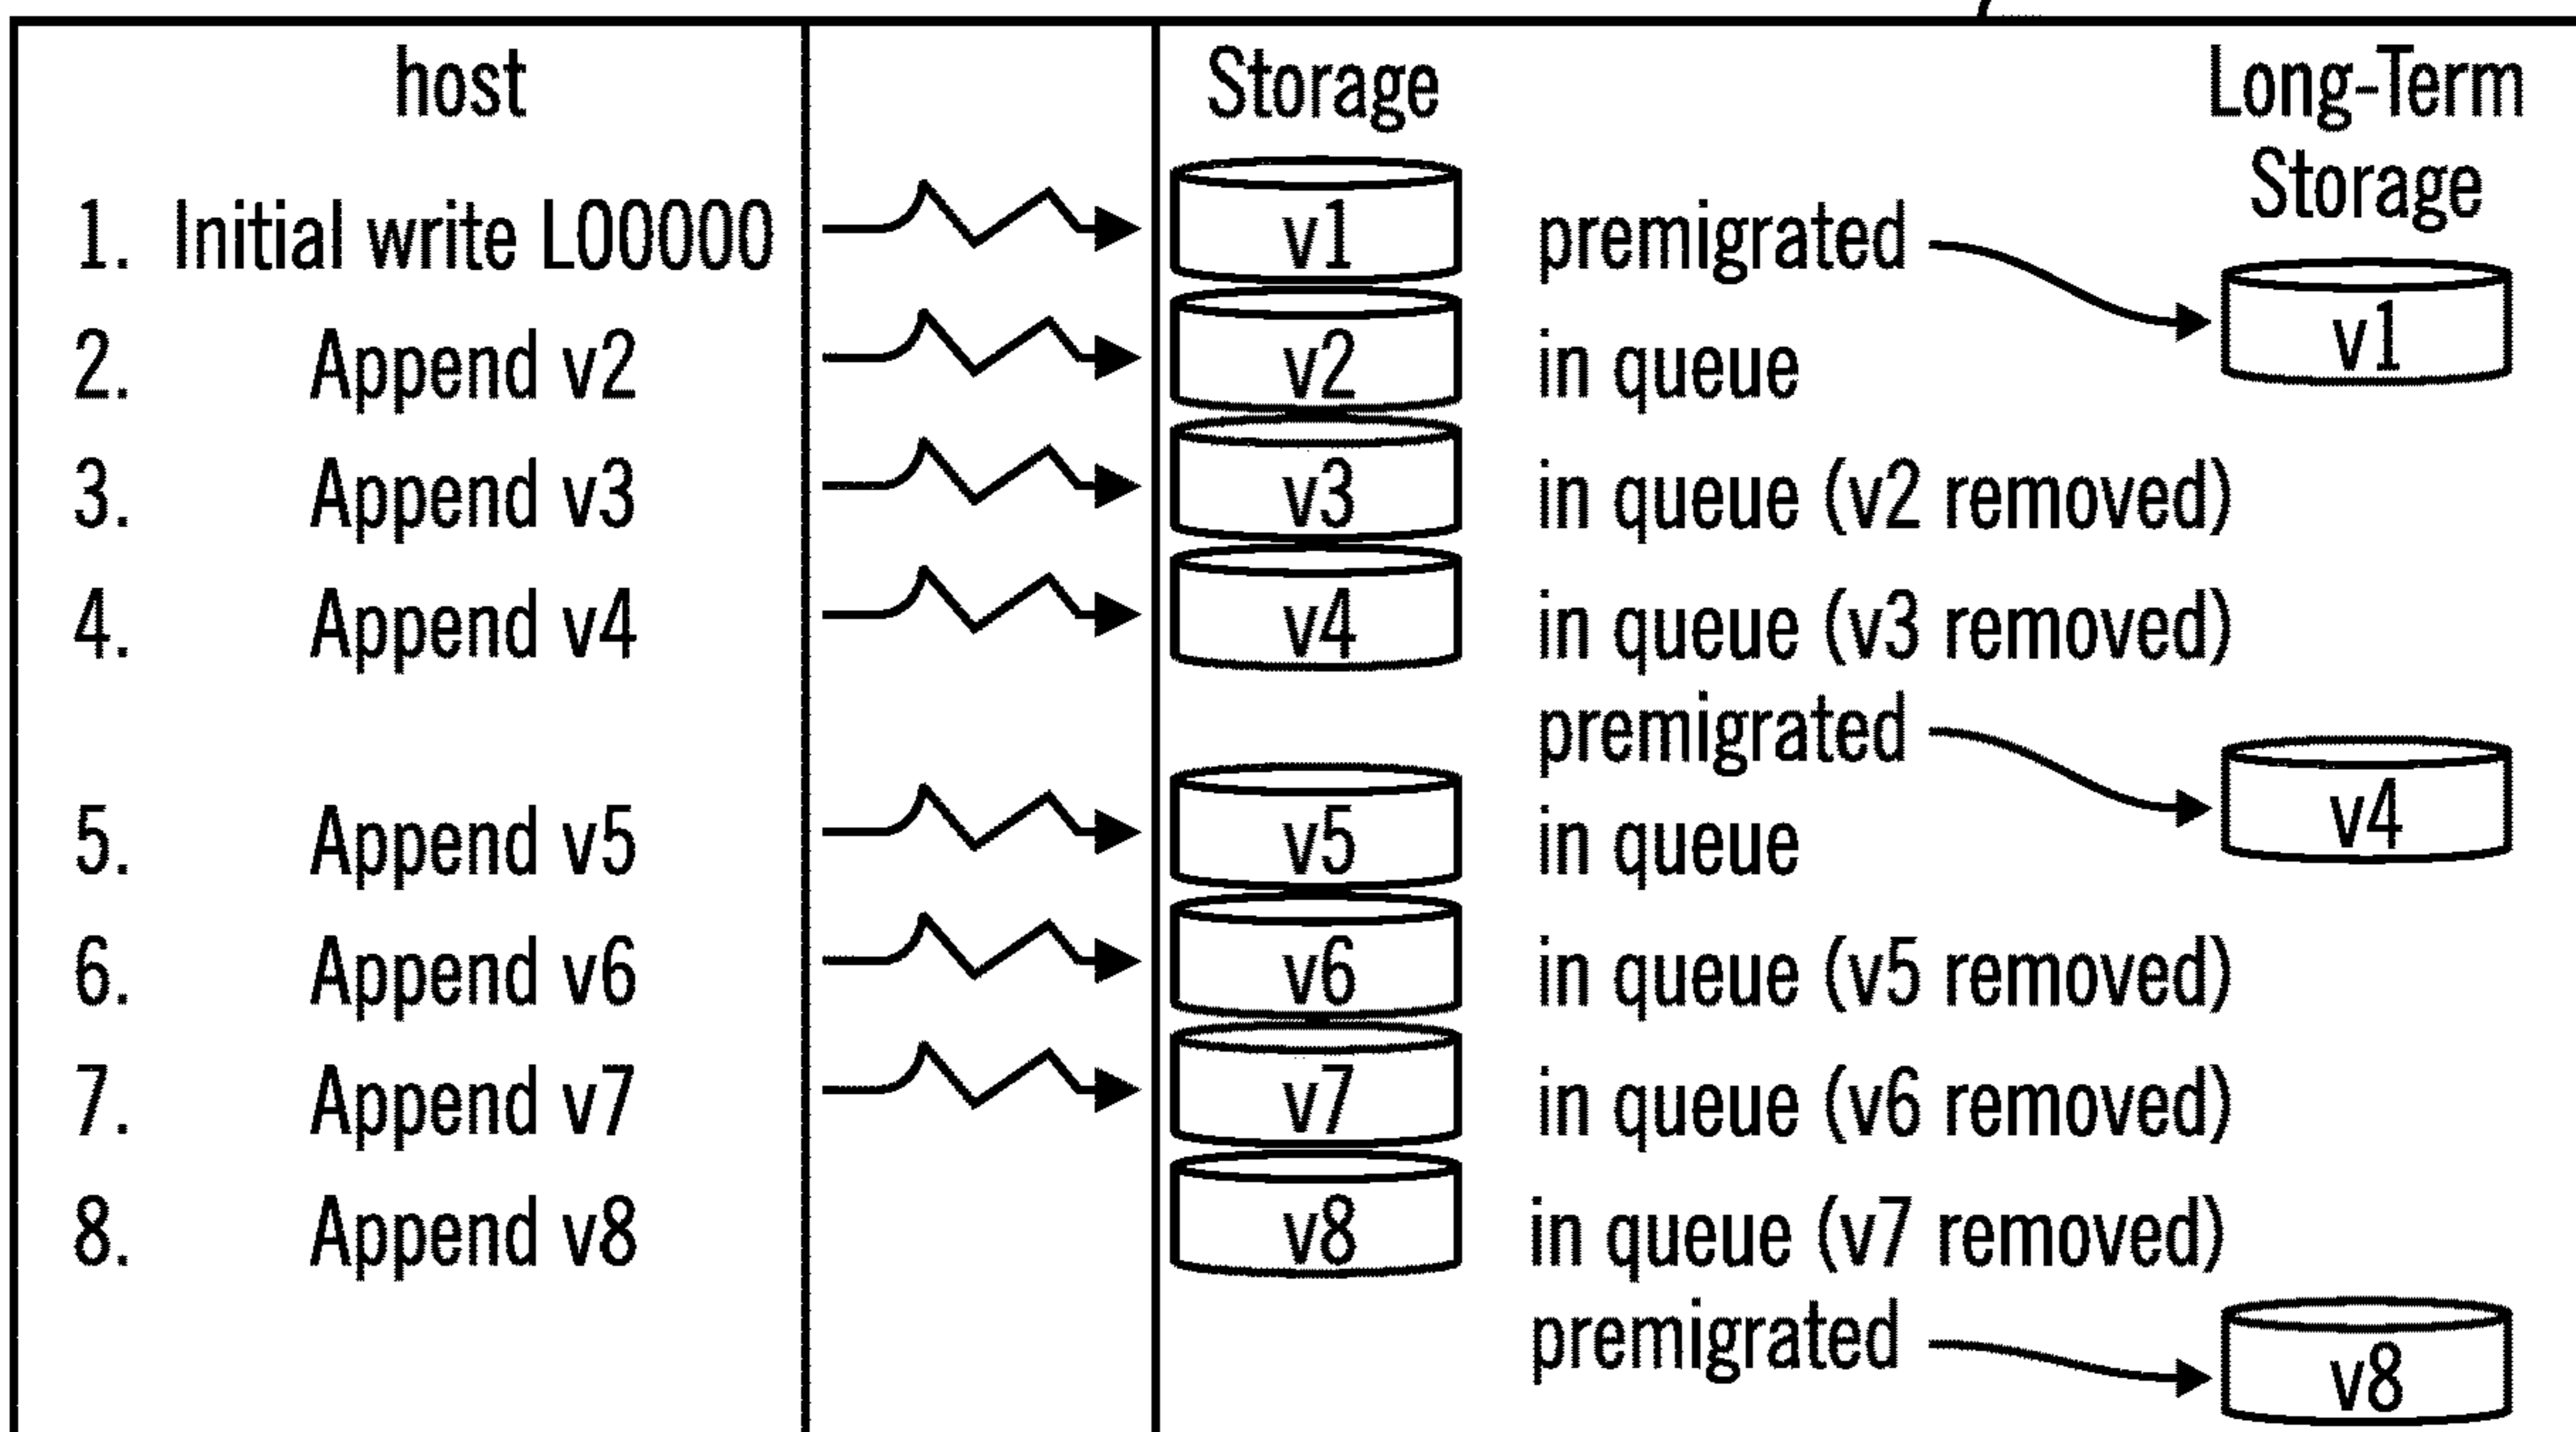 host Storage Long-Term
Storage
1. Initial write L00000 v1 premigrated
v1
2. Append v2 v2 in queue
3. Append v3 v3 in queue (v2 removed)
4. Append v4 v4 in queue (v3 removed)
premigrated
v4
5. Append v5 v5 in queue
6. Append v6 v6 in queue (v5 removed)
7. Append v7 v7 in queue (v6 removed)
8. Append v8 v8 in queue (v7 removed)
premigrated
v8